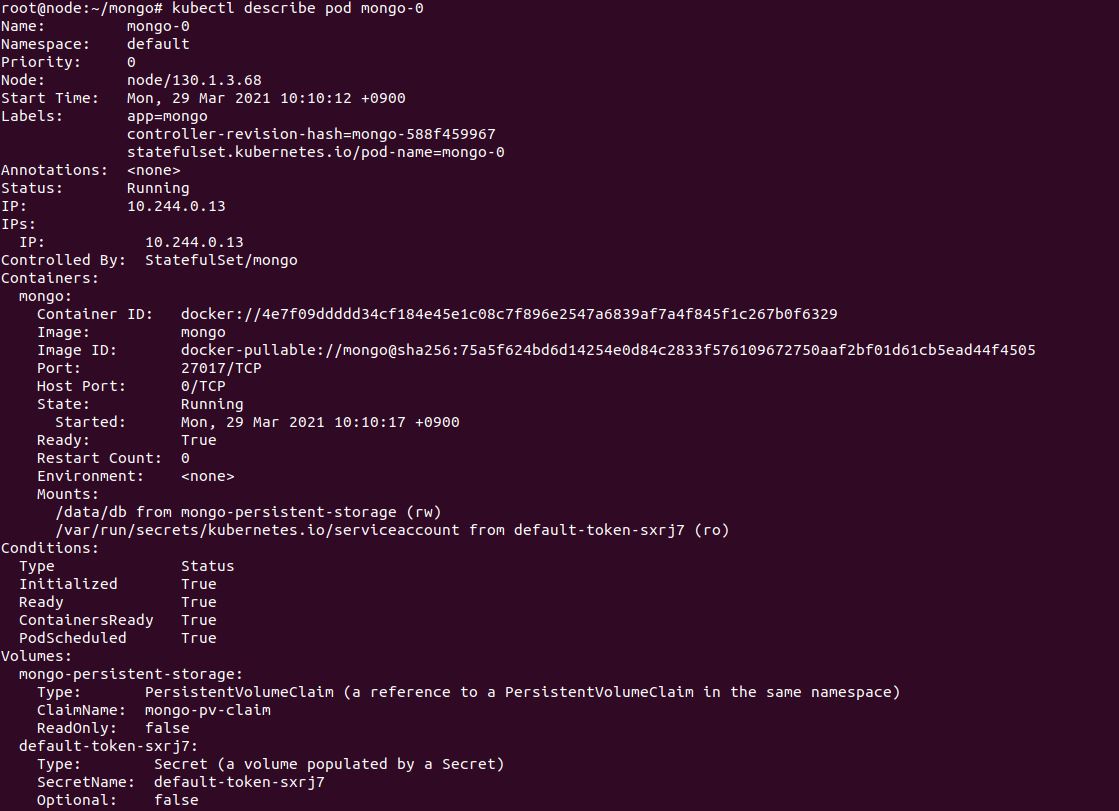 root@node:~/mongo# kubectl describe pod mongo-0
Name:         mongo-0
Namespace:    default
Priority:     0
Node:         node/130.1.3.68
Start Time:   Mon, 29 Mar 2021 10:10:12 +0900
Labels:       app=mongo
              controller-revision-hash=mongo-588f459967
              statefulset.kubernetes.io/pod-name=mongo-0
Annotations:  <none>
Status:       Running
IP:           10.244.0.13
IPs:
  IP:           10.244.0.13
Controlled By:  StatefulSet/mongo
Containers:
  mongo:
    Container ID:   docker://4e7f09ddddd34cf184e45e1c08c7f896e2547a6839af7a4f845f1c267b0f6329
    Image:          mongo
    Image ID:       docker-pullable://mongo@sha256:75a5f624bd6d14254e0d84c2833f576109672750aaf2bf01d61cb5ead44f4505
    Port:           27017/TCP
    Host Port:      0/TCP
    State:          Running
      Started:      Mon, 29 Mar 2021 10:10:17 +0900
    Ready:          True
    Restart Count:  0
    Environment:    <none>
    Mounts:
      /data/db from mongo-persistent-storage (rw)
      /var/run/secrets/kubernetes.io/serviceaccount from default-token-sxrj7 (ro)
Conditions:
  Type              Status
  Initialized       True
  Ready             True
  ContainersReady   True
  PodScheduled      True
Volumes:
  mongo-persistent-storage:
    Type:       PersistentVolumeClaim (a reference to a PersistentVolumeClaim in the same namespace)
    ClaimName:  mongo-pv-claim
    ReadOnly:   false
  default-token-sxrj7:
    Type:        Secret (a volume populated by a Secret)
    SecretName:  default-token-sxrj7
    Optional:    false